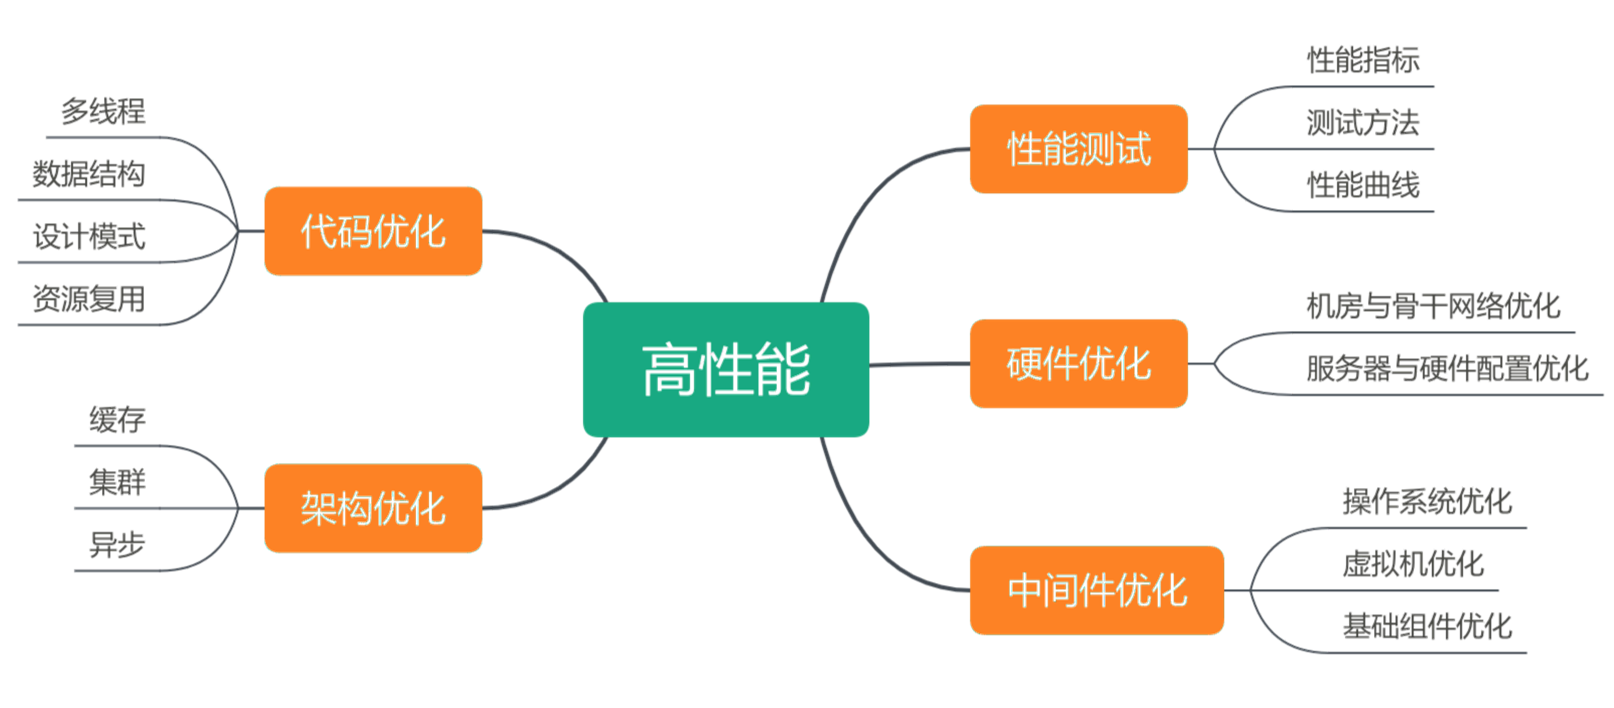 高性能
性能测试
性能指标
测试方法
性能曲线
硬件优化
机房与骨干网络优化
服务器与硬件配置优化
中间件优化
操作系统优化
虚拟机优化
基础组件优化
代码优化
多线程
数据结构
设计模式
资源复用
架构优化
缓存
集群
异步